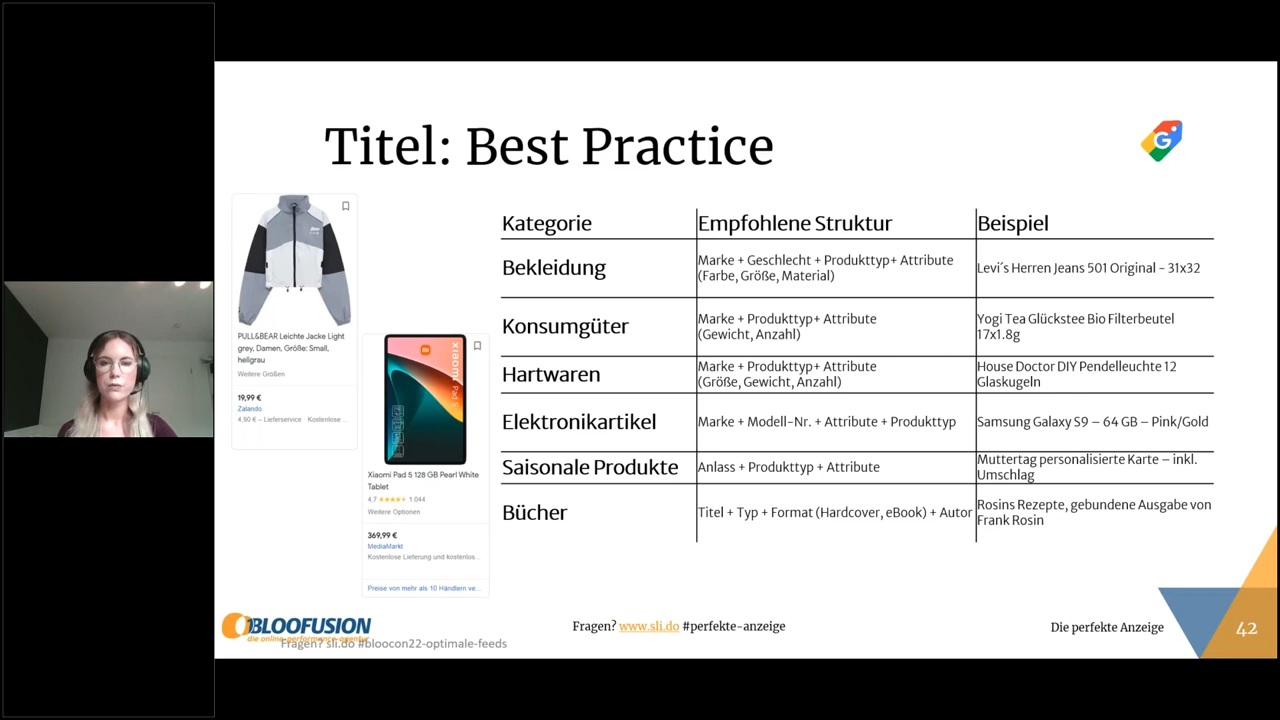 Titel: Best Practice
PULL&BEAR Leichte Jacke Light
grey, Damen, Größe: Small,
hellgrau
Weitere Größen
19,99 €
Zalando
4,90 € – Lieferservice · Kostenlose ...
xiaomi Pad 5
Xiaomi Pad 5 128 GB Pearl White
Tablet
4,7 ★★★★★ 1.044
Weitere Optionen
369,99 €
MediaMarkt
Kostenlose Lieferung und kostenlos...
Preise von mehr als 10 Händlern ve...
Kategorie Empfohlene Struktur Beispiel
Bekleidung
Marke + Geschlecht + Produkttyp+ Attribute
(Farbe, Größe, Material)
Levi´s Herren Jeans 501 Original - 31x32
Konsumgüter
Marke + Produkttyp+ Attribute
(Gewicht, Anzahl)
Yogi Tea Glückstee Bio Filterbeutel
17x1.8g
Hartwaren
Marke + Produkttyp+ Attribute
(Größe, Gewicht, Anzahl)
House Doctor DIY Pendelleuchte 12
Glaskugeln
Elektronikartikel
Marke + Modell-Nr. + Attribute + Produkttyp
Samsung Galaxy S9 – 64 GB – Pink/Gold
Saisonale Produkte
Anlass + Produkttyp + Attribute
Muttertag personalisierte Karte – inkl.
Umschlag
Bücher
Titel + Typ + Format (Hardcover, eBook) + Autor
Rosins Rezepte, gebundene Ausgabe von
Frank Rosin
BLOOFUSION
die online-performance-agentur
Fragen? sli.do #bloocon22-optimale-feeds
Fragen? www.sli.do #perfekte-anzeige
Die perfekte Anzeige
42